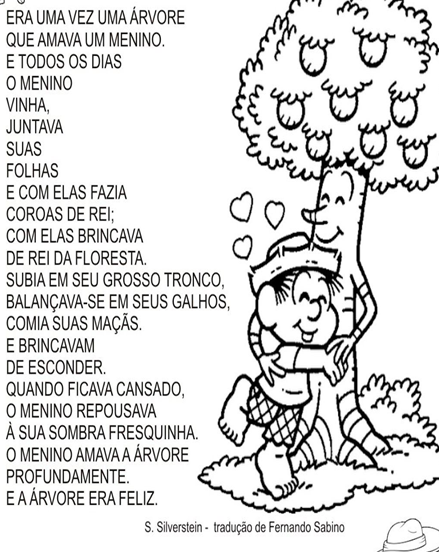 ERA UMA VEZ UMA ÁRVORE
QUE AMAVA UM MENINO.
E TODOS OS DIAS
O MENINO
VINHA,
JUNTAVA
SUAS
FOLHAS
E COM ELAS FAZIA
COROAS DE REI;
COM ELAS BRINCAVA
DE REI DA FLORESTA.
SUBIA EM SEU GROSSO TRONCO,
BALANÇAVA-SE EM SEUS GALHOS,
COMIA SUAS MAÇÃS.
E BRINCAVAM
DE ESCONDER.
QUANDO FICAVA CANSADO,
O MENINO REPOUSAVA
À SUA SOMBRA FRESQUINHA.
O MENINO AMAVA A ÁRVORE
PROFUNDAMENTE.
E A ÁRVORE ERA FELIZ.
S. Silverstein - tradução de Fernando Sabino